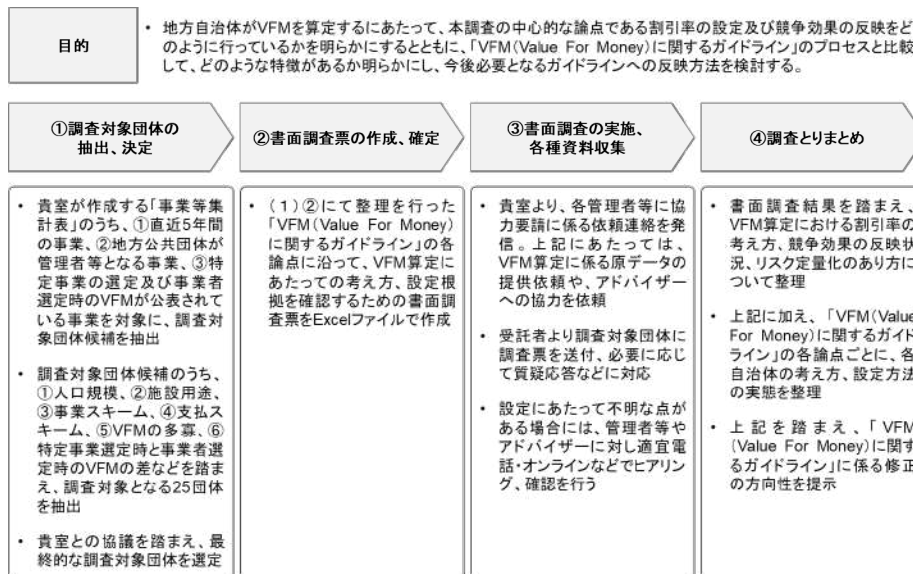 目的
・ 地方自治体がVFMを算定するにあたって、本調査の中心的な論点である割引率の設定及び競争効果の反映をど
のように行っているかを明らかにするとともに、「VFM(Value For Money)に関するガイドライン」のプロセスと比較
して、どのような特徴があるか明らかにし、今後必要となるガイドラインへの反映方法を検討する。
①調査対象団体の
抽出、決定
・ 貴室が作成する「事業等集
計表」のうち、①直近5年間
の事業、②地方公共団体が
管理者等となる事業、③特
定事業の選定及び事業者
選定時のVFMが公表されて
いる事業を対象に、調査対
象団体候補を抽出
・ 調査対象団体候補のうち、
①人口規模、②施設用途、
③事業スキーム、④支払ス
キーム、⑤VFMの多寡、⑥
特定事業選定時と事業者選
定時のVFMの差などを踏ま
え、調査対象となる25団体
を抽出
・ 貴室との協議を踏まえ、最
終的な調査対象団体を選定
②書面調査票の作成、確定
・ (1)②にて整理を行った
「VFM(Value For Money)
に関するガイドライン」の各
論点に沿って、VFM算定に
あたっての考え方、設定根
拠を確認するための書面調
査票をExcelファイルで作成
③書面調査の実施、
各種資料収集
・ 貴室より、各管理者等に協
力要請に係る依頼連絡を発
信。上記にあたっては、
VFM算定に係る原データの
提供依頼や、アドバイザー
への協力を依頼
・ 受託者より調査対象団体に
調査票を送付、必要に応じ
て質疑応答などに対応
・ 設定にあたって不明な点が
ある場合には、管理者等や
アドバイザーに対し適宜電
話・オンラインなどでヒアリン
グ、確認を行う
④調査とりまとめ
・ 書面調査結果を踏まえ、
VFM算定における割引率の
考え方、競争効果の反映状
況、リスク定量化のあり方に
ついて整理
・ 上記に加え、「VFM(Value
For Money)に関するガイド
ライン」の各論点ごとに、各
自治体の考え方、設定方法
の実態を整理
・ 上記を踏まえ、「VFM
(Value For Money)に関す
るガイドライン」に係る修正
の方向性を提示